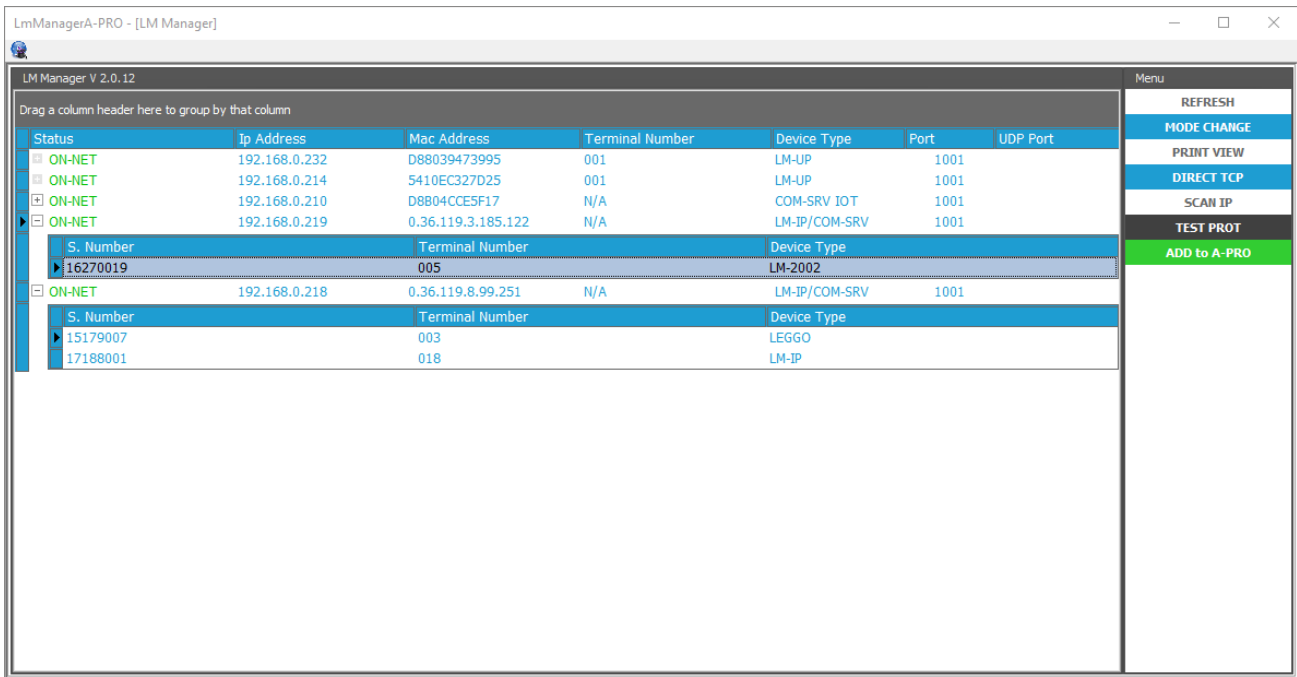 LmManagerA-PRO - [LM Manager]
LM Manager V 2.0.12
Menu
Drag a column header here to group by that column
REFRESH
MODE CHANGE
PRINT VIEW
DIRECT TCP
SCAN IP
TEST PROT
ADD to A-PRO
Status Ip Address Mac Address Terminal Number Device Type Port UDP Port
ON-NET 192.168.0.232 D88039473995 001 LM-UP 1001
ON-NET 192.168.0.214 5410EC327D25 001 LM-UP 1001
ON-NET 192.168.0.210 D8B04CCE5F17 N/A COM-SRV IOT 1001
ON-NET 192.168.0.219 0.36.119.3.185.122 N/A LM-IP/COM-SRV 1001
S. Number Terminal Number Device Type
16270019 005 LM-2002
ON-NET 192.168.0.218 0.36.119.8.99.251 N/A LM-IP/COM-SRV 1001
S. Number Terminal Number Device Type
15179007 003 LEGGO
17188001 018 LM-IP